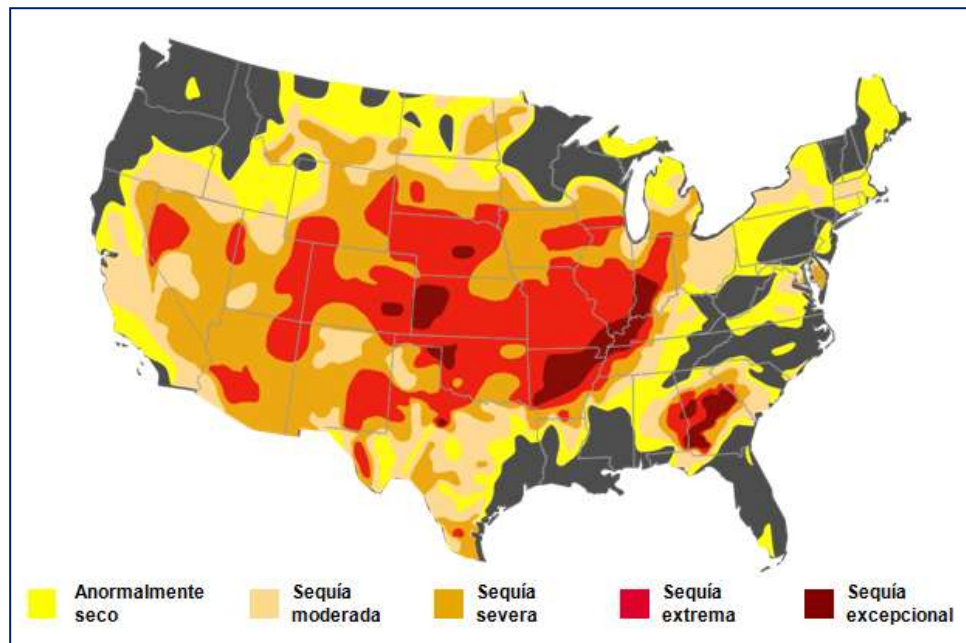 Anormalmente
seco
Sequía
moderada
Sequía
severa
Sequía
extrema
Sequía
excepcional